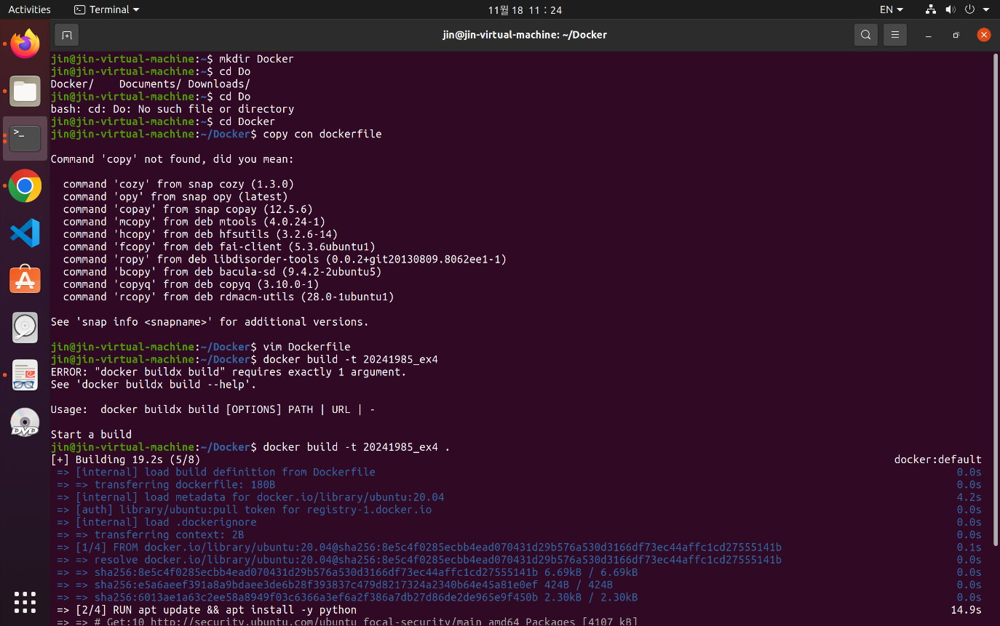 Activities
Terminal
11월 18 11 : 24
EN
jin@jin-virtual-machine: ~/Docker
jin@jin-virtual-machine:~$ mkdir Docker
jin@jin-virtual-machine:~$ cd Do
Docker/    Documents/ Downloads/
jin@jin-virtual-machine:~$ cd Do
bash: cd: Do: No such file or directory
jin@jin-virtual-machine:~$ cd Docker
jin@jin-virtual-machine:~/Docker$ copy con dockerfile
Command 'copy' not found, did you mean:
command 'cozy' from snap cozy (1.3.0)
command 'opy' from snap opy (latest)
command 'copay' from snap copay (12.5.6)
command 'mcopy' from deb mtools (4.0.24-1)
command 'hcopy' from deb hfsutils (3.2.6-14)
command 'fcopy' from deb fai-client (5.3.6ubuntu1)
command 'ropy' from deb libdisorder-tools (0.0.2+git20130809.8062ee1-1)
command 'bcopy' from deb bacula-sd (9.4.2-2ubuntu5)
command 'copyq' from deb copyq (3.10.0-1)
command 'rcopy' from deb rdmacm-utils (28.0-1ubuntu1)
See 'snap info <snapname>' for additional versions.
jin@jin-virtual-machine:~/Docker$ vim Dockerfile
jin@jin-virtual-machine:~/Docker$ docker build -t 20241985_ex4
ERROR: "docker buildx build" requires exactly 1 argument.
See 'docker buildx build --help'.
Usage:  docker buildx build [OPTIONS] PATH | URL | -
Start a build
jin@jin-virtual-machine:~/Docker$ docker build -t 20241985_ex4 .
[+] Building 19.2s (5/8) docker:default
=> [internal] load build definition from Dockerfile 0.0s
=> => transferring dockerfile: 180B 0.0s
=> [internal] load metadata for docker.io/library/ubuntu:20.04 4.2s
=> [auth] library/ubuntu:pull token for registry-1.docker.io 0.0s
=> [internal] load .dockerignore 0.0s
=> => transferring context: 2B 0.0s
=> [1/4] FROM docker.io/library/ubuntu:20.04@sha256:8e5c4f0285ecbb4ead070431d29b576a530d3166df73ec44affc1cd27555141b 0.1s
=> => resolve docker.io/library/ubuntu:20.04@sha256:8e5c4f0285ecbb4ead070431d29b576a530d3166df73ec44affc1cd27555141b 0.0s
=> => sha256:8e5c4f0285ecbb4ead070431d29b576a530d3166df73ec44affc1cd27555141b 6.69kB / 6.69kB 0.0s
=> => sha256:e5a6aeef391a8a9bdaee3de6b28f393837c479d8217324a2340b64e45a81e0ef 424B / 424B 0.0s
=> => sha256:6013ae1a63c2ee58a8949f03c6366a3ef6a2f386a7db27d86de2de965e9f450b 2.30kB / 2.30kB 0.0s
=> [2/4] RUN apt update && apt install -y python 14.9s
=> => # Get:10 http://security.ubuntu.com/ubuntu focal-security/main amd64 Packages [4107 kB]
DVD